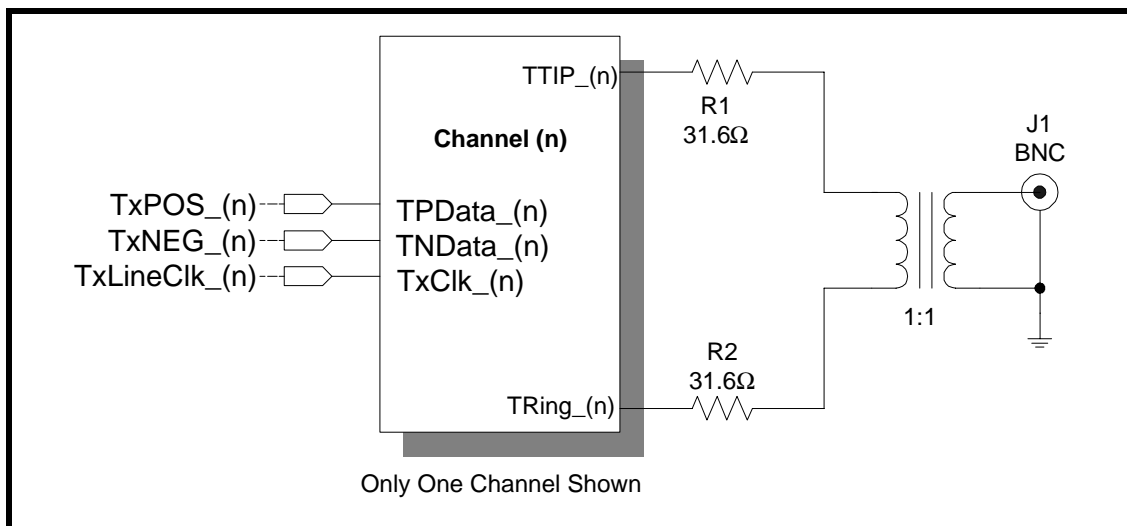 TTIP_(n)
R1
31.6Ω
Channel (n)
J1
BNC
TxPOS_(n)
TPData_(n)
TxNEG_(n)
TNData_(n)
TxLineClk_(n)
TxClk_(n)
1:1
R2
31.6Ω
TRing_(n)
Only One Channel Shown